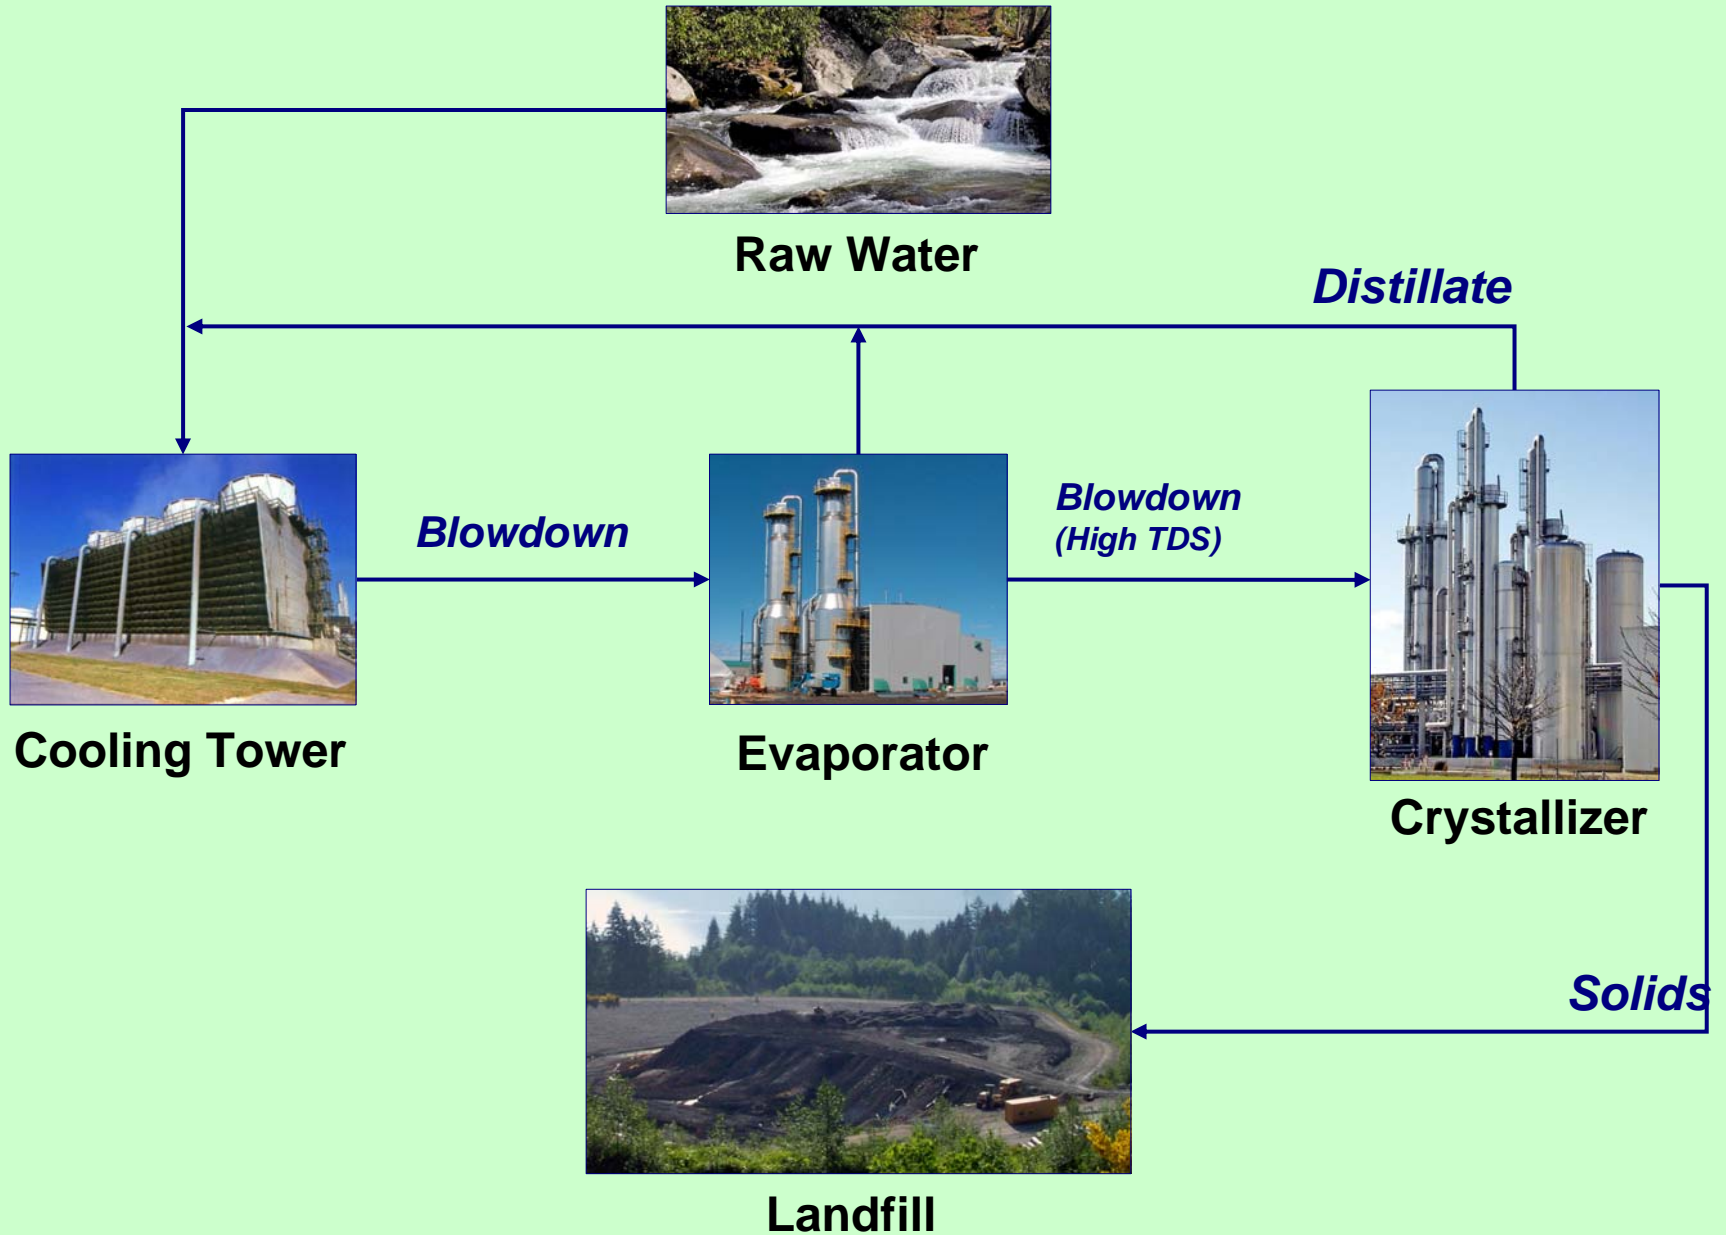 Raw Water
Distillate
Blowdown
Blowdown
(High TDS)
Cooling Tower
Evaporator
Crystallizer
Solids
Landfill